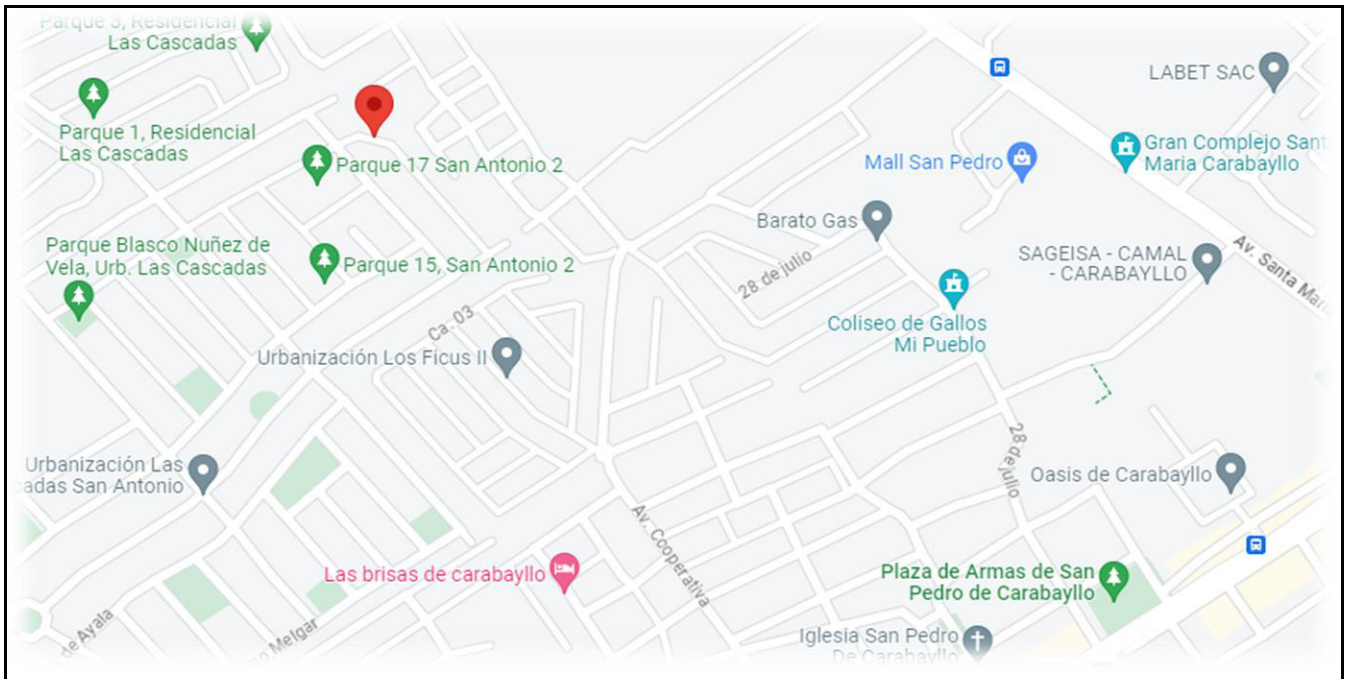 Parque 3, Residencial
Las Cascadas
LABET SAC
Parque 1, Residencial
Las Cascadas
Gran Complejo Sant
Maria Carabayllo
Mall San Pedro
Parque 17 San Antonio 2
Barato Gas
Parque Blasco Nuñez de
Vela, Urb. Las Cascadas
Parque 15, San Antonio 2
28 de julio
SAGEISA - CAMAL
- CARABAYLLO
Av. Santa Mar
Ca. 03
Coliseo de Gallos
Mi Pueblo
Urbanización Los Ficus II
28 de julio
Urbanización Las
adas San Antonio
Oasis de Carabayllo
Av. Cooperativa
Las brisas de carabayllo
Plaza de Armas de San
Pedro de Carabayllo
de Ayala
no Melgar
Iglesia San Pedro
De Carabayllo